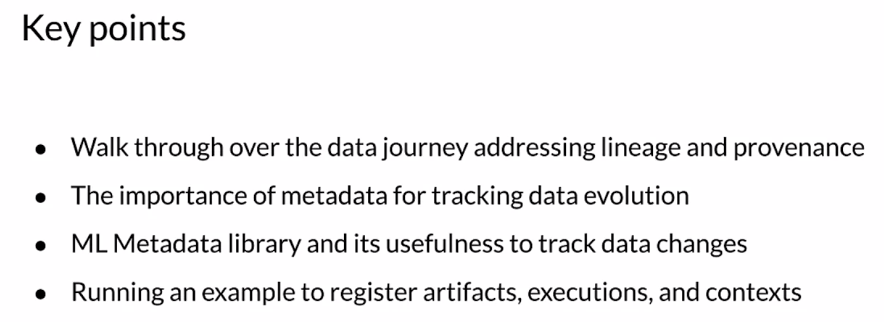 Key points
• Walk through over the data journey addressing lineage and provenance
• The importance of metadata for tracking data evolution
• ML Metadata library and its usefulness to track data changes
• Running an example to register artifacts, executions, and contexts